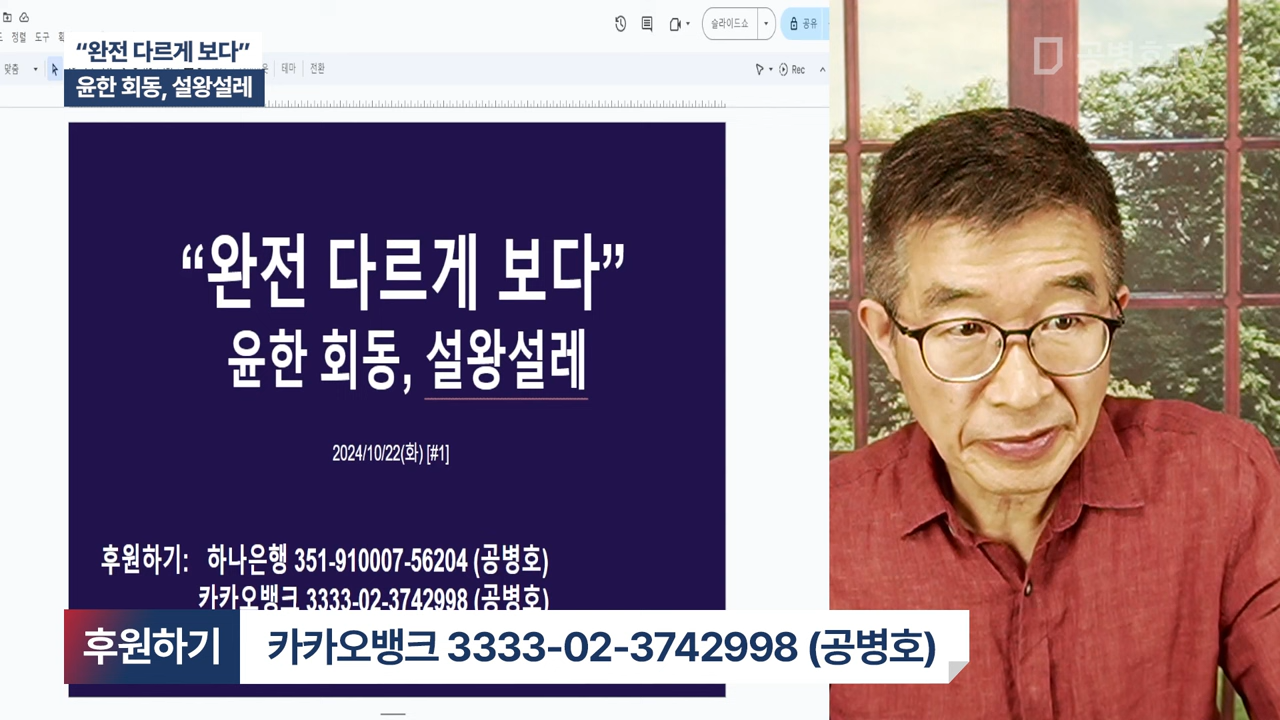 정렬 도구
슬라이드쇼
공유
맞춤
테마 전환
Rec
“완전 다르게 보다”
윤한 회동, 설왕설레
공병호
“완전 다르게 보다”
윤한 회동, 설왕설레
2024/10/22(화) [#1]
후원하기: 하나은행 351-910007-56204 (공병호)
카카오뱅크 3333-02-3742998 (공병호)
후원하기 카카오뱅크 3333-02-3742998 (공병호)